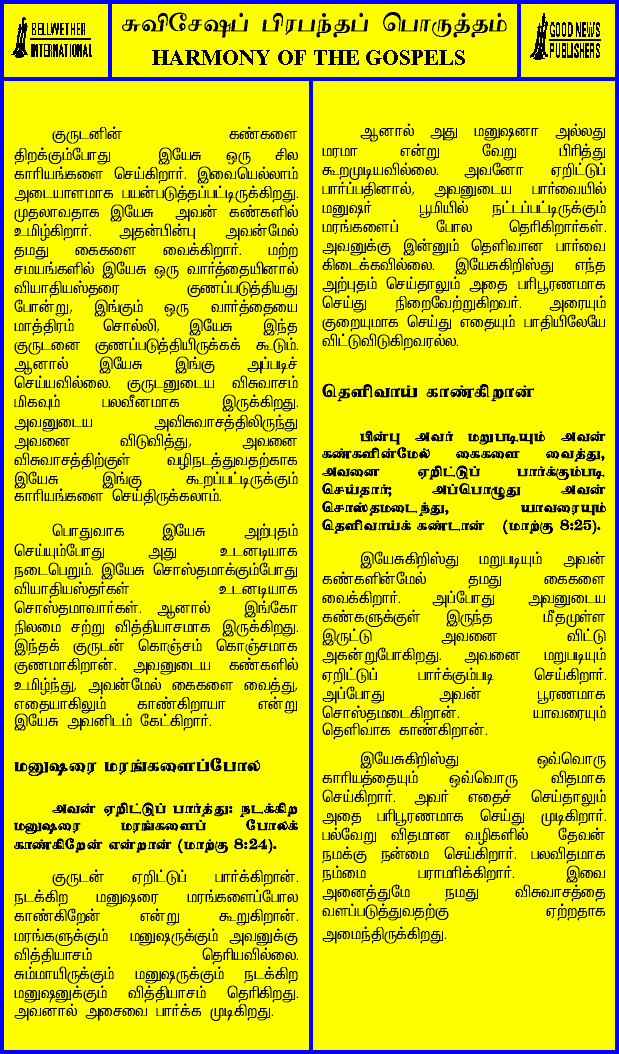 BELLWETHER
INTERNATIONAL
சுவிசேஷப் பிரபந்தப் பொருத்தம்
HARMONY OF THE GOSPELS
GOOD NEWS
PUBLISHERS
குருடனின் கண்களை
திறக்கும்போது இயேசு ஒரு சில
காரியங்களை செய்கிறார். இவையெல்லாம்
அடையாளமாக பயன்படுத்தப்பட்டிருக்கிறது.
முதலாவதாக இயேசு அவன் கண்களில்
உமிழ்கிறார். அதன்பின்பு அவன்மேல்
தமது கைகளை வைக்கிறார். மற்ற
சமயங்களில் இயேசு ஒரு வார்த்தையினால்
வியாதியஸ்தரை குணப்படுத்தியது
போன்று, இங்கும் ஒரு வார்த்தையை
மாத்திரம் சொல்லி, இயேசு இந்த
குருடனை குணப்படுத்தியிருக்கக் கூடும்.
ஆனால் இயேசு இங்கு அப்படிச்
செய்யவில்லை. குருடனுடைய விசுவாசம்
மிகவும் பலவீனமாக இருக்கிறது.
அவனுடைய அவிசுவாசத்திலிருந்து
அவனை விடுவித்து, அவனை
விசுவாசத்திற்குள் வழிநடத்துவதற்காக
இயேசு இங்கு கூறப்பட்டிருக்கும்
காரியங்களை செய்திருக்கலாம்.
பொதுவாக இயேசு அற்புதம்
செய்யும்போது அது உடனடியாக
நடைபெறும். இயேசு சொஸ்தமாக்கும்போது
வியாதியஸ்தர்கள் உடனடியாக
சொஸ்தமாவார்கள். ஆனால் இங்கோ
நிலமை சற்று வித்தியாசமாக இருக்கிறது.
இந்தக் குருடன் கொஞ்சம் கொஞ்சமாக
குணமாகிறான். அவனுடைய கண்களில்
உமிழ்ந்து, அவன்மேல் கைகளை வைத்து,
எதையாகிலும் காண்கிறாயா என்று
இயேசு அவனிடம் கேட்கிறார்.
மனுஷரை மரங்களைப்போல
அவன் ஏறிட்டுப் பார்த்து: நடக்கிற
மனுஷரை மரங்களைப் போலக்
காண்கிறேன் என்றான் (மாற்கு 8:24).
குருடன் ஏறிட்டுப் பார்க்கிறான்.
நடக்கிற மனுஷரை மரங்களைப்போல
காண்கிறேன் என்று கூறுகிறான்.
மரங்களுக்கும் மனுஷருக்கும் அவனுக்கு
வித்தியாசம் தெரியவில்லை.
சும்மாயிருக்கும் மனுஷருக்கும் நடக்கிற
மனுஷனுக்கும் வித்தியாசம் தெரிகிறது.
அவனால் அசைவை பார்க்க முடிகிறது.
ஆனால் அது மனுஷனா அல்லது
மரமா என்று வேறு பிரித்து
கூறமுடியவில்லை. அவனோ ஏறிட்டுப்
பார்ப்பதினால், அவனுடைய பார்வையில்
மனுஷர் பூமியில் நட்டப்பட்டிருக்கும்
மரங்களைப் போல தெரிகிறார்கள்.
அவனுக்கு இன்னும் தெளிவான பார்வை
கிடைக்கவில்லை. இயேசுகிறிஸ்து எந்த
அற்புதம் செய்தாலும் அதை பரிபூரணமாக
செய்து நிறைவேற்றுகிறவர். அரையும்
குறையுமாக செய்து எதையும் பாதியிலேயே
விட்டுவிடுகிறவரல்ல.
தெளிவாய் காண்கிறான்
பின்பு அவர் மறுபடியும் அவன்
கண்களின்மேல் கைகளை வைத்து,
அவனை ஏறிட்டுப் பார்க்கும்படி
செய்தார்; அப்பொழுது அவன்
சொஸ்தமடைந்து, யாவரையும்
தெளிவாய்க் கண்டான் (மாற்கு 8:25).
இயேசுகிறிஸ்து மறுபடியும் அவன்
கண்களின்மேல் தமது கைகளை
வைக்கிறார். அப்போது அவனுடைய
கண்களுக்குள் இருந்த மீதமுள்ள
இருட்டு அவனை விட்டு
அகன்றுபோகிறது. அவனை மறுபடியும்
ஏறிட்டுப் பார்க்கும்படி செய்கிறார்.
அப்போது அவன் பூரணமாக
சொஸ்தமடைகிறான். யாவரையும்
தெளிவாக காண்கிறான்.
இயேசுகிறிஸ்து ஒவ்வொரு
காரியத்தையும் ஒவ்வொரு விதமாக
செய்கிறார். அவர் எதைச் செய்தாலும்
அதை பரிபூரணமாக செய்து முடிகிறார்.
பல்வேறு விதமான வழிகளில் தேவன்
நமக்கு நன்மை செய்கிறார். பலவிதமாக
நம்மை பராமரிக்கிறார். இவை
அனைத்துமே நமது விசுவாசத்தை
வளப்படுத்துவதற்கு ஏற்றதாக
அமைந்திருக்கிறது.